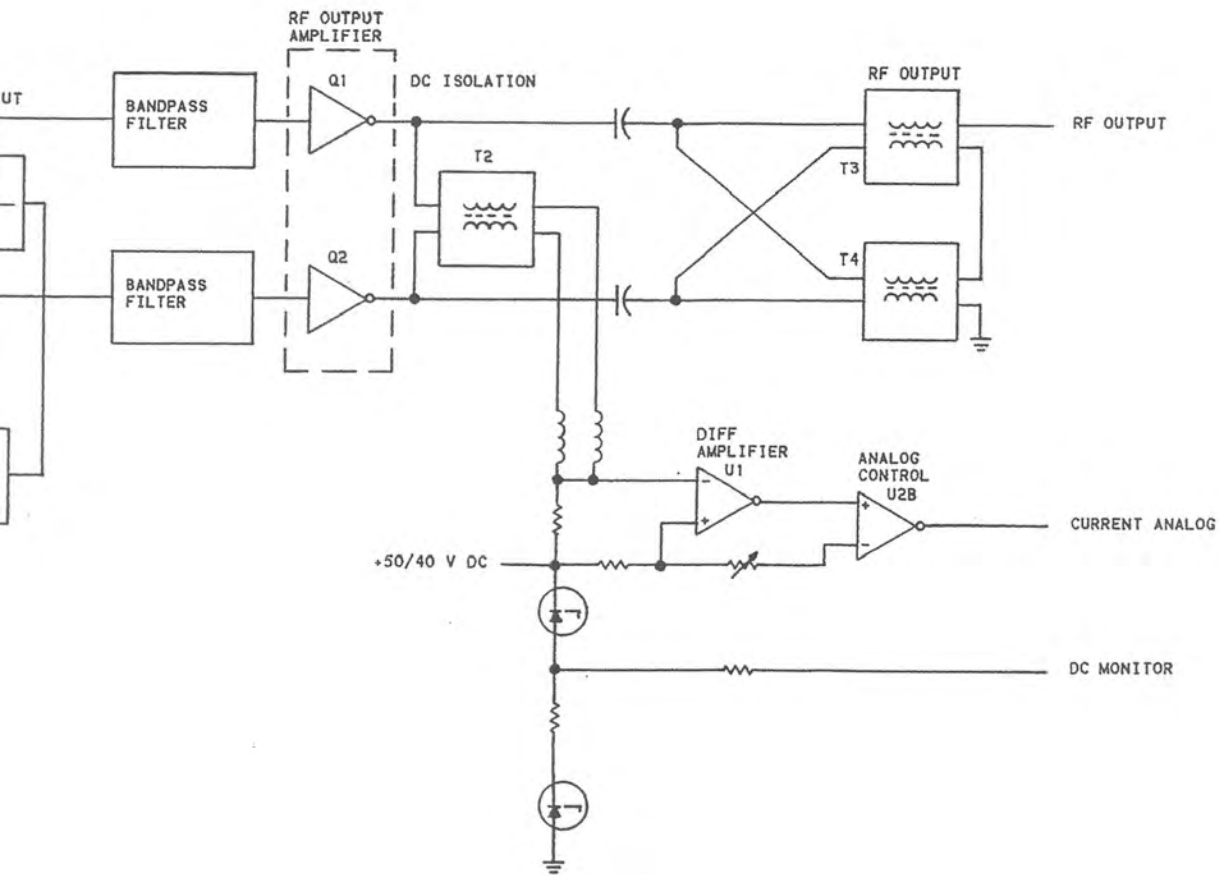 RF OUTPUT
AMPLIFIER
Q1
DC ISOLATION
RF OUTPUT
UT
BANDPASS
FILTER
RF OUTPUT
T2
T3
Q2
T4
BANDPASS
FILTER
DIFF
AMPLIFIER
U1
-
+
ANALOG
CONTROL
U2B
+
-
CURRENT ANALOG
+50/40 V DC
DC MONITOR